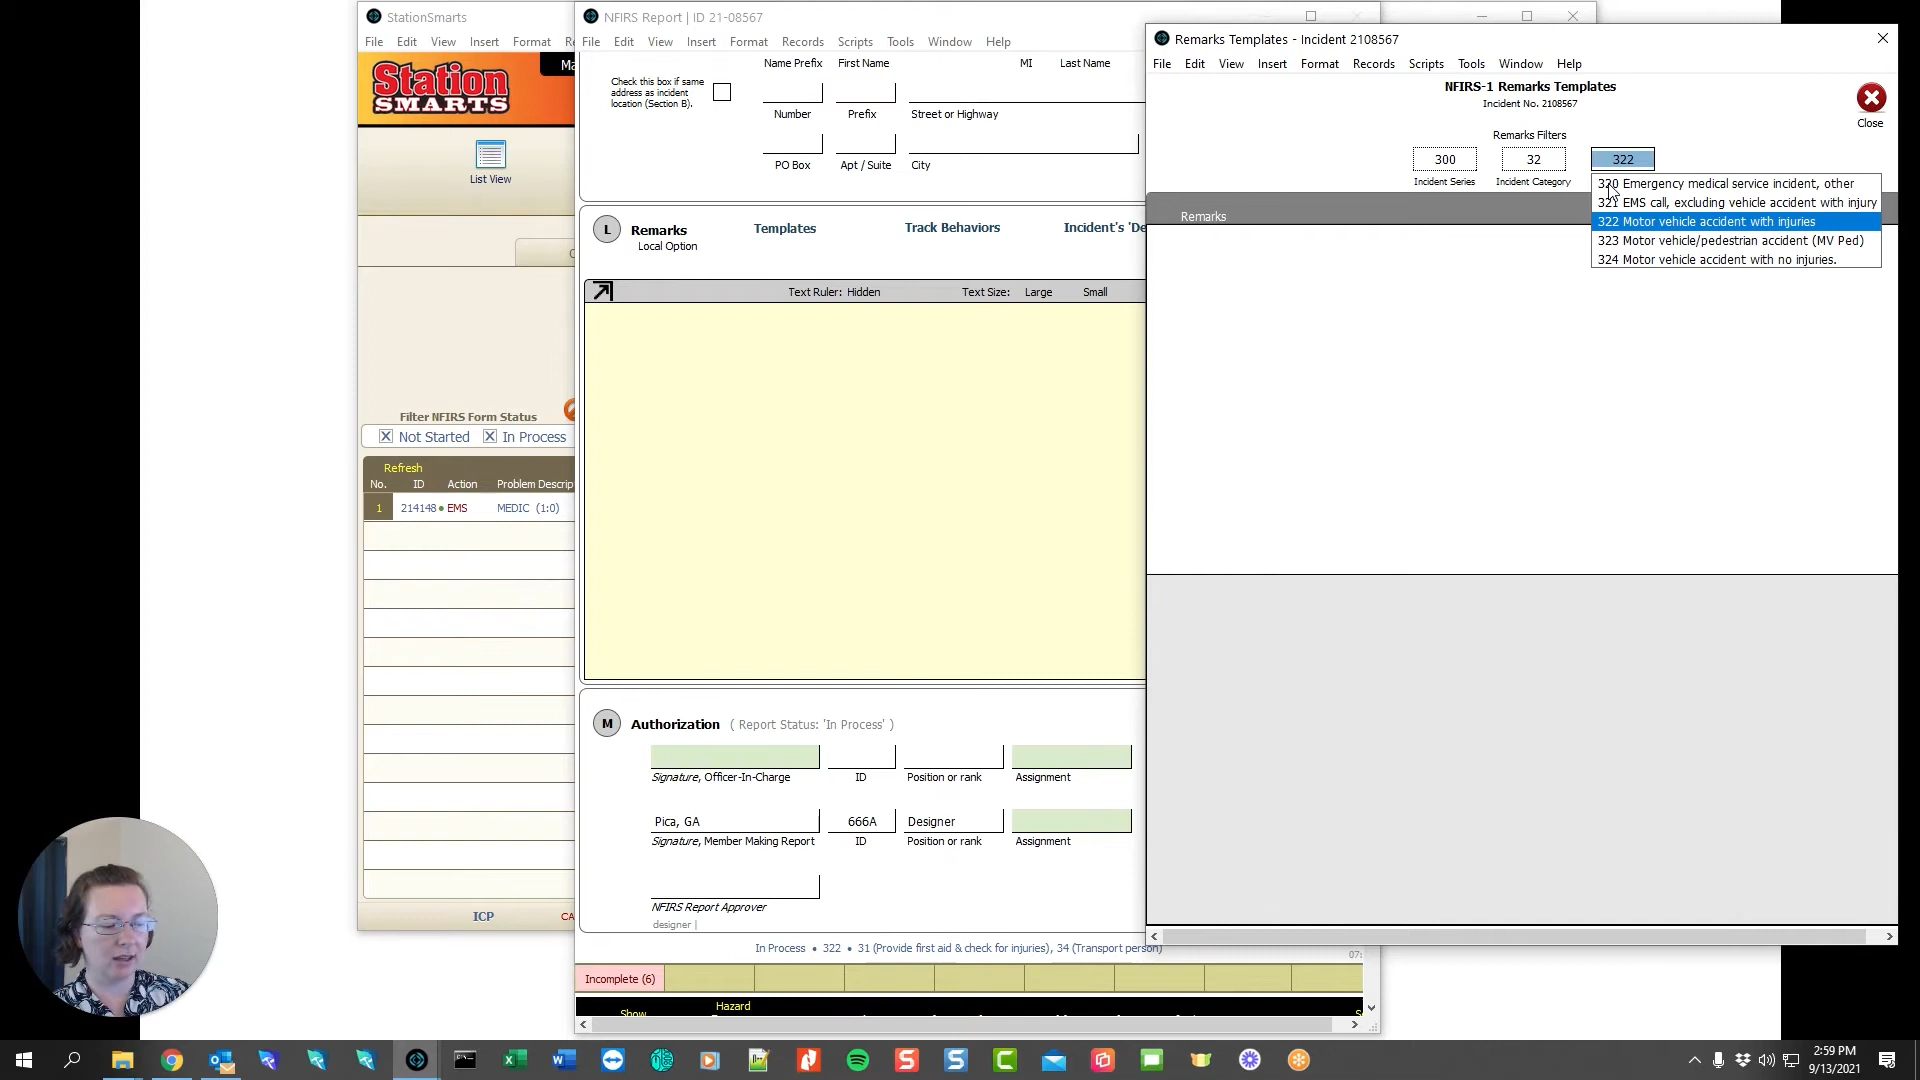 StationSmarts
File Edit View Insert Format Re
Station
SMARTS
Ma
List View
Filter NFIRS Form Status
Not Started In Process
Refresh
No. ID Action Problem Descrip
1 214148 • EMS MEDIC (1:0)
ICP CA
NFIRS Report | ID 21-08567
File Edit View Insert Format Records Scripts Tools Window Help
Name Prefix First Name MI Last Name
Check this box if same
address as incident
location (Section B).
Number Prefix Street or Highway
PO Box Apt / Suite City
L Remarks Templates Track Behaviors Incident's 'De
Local Option
Text Ruler: Hidden Text Size: Large Small
M Authorization ( Report Status: 'In Process' )
Signature, Officer-In-Charge ID Position or rank Assignment
Pica, GA 666A Designer
Signature, Member Making Report ID Position or rank Assignment
NFIRS Report Approver
designer |
In Process • 322 • 31 (Provide first aid & check for injuries), 34 (Transport person)
07:
Incomplete (6)
Hazard
Show
Remarks Templates - Incident 2108567
File Edit View Insert Format Records Scripts Tools Window Help
NFIRS-1 Remarks Templates
Incident No. 2108567
Close
Remarks Filters
300 32 322
Incident Series Incident Category
Remarks
320 Emergency medical service incident, other
321 EMS call, excluding vehicle accident with injury
322 Motor vehicle accident with injuries
323 Motor vehicle/pedestrian accident (MV Ped)
324 Motor vehicle accident with no injuries.
2:59 PM
9/13/2021